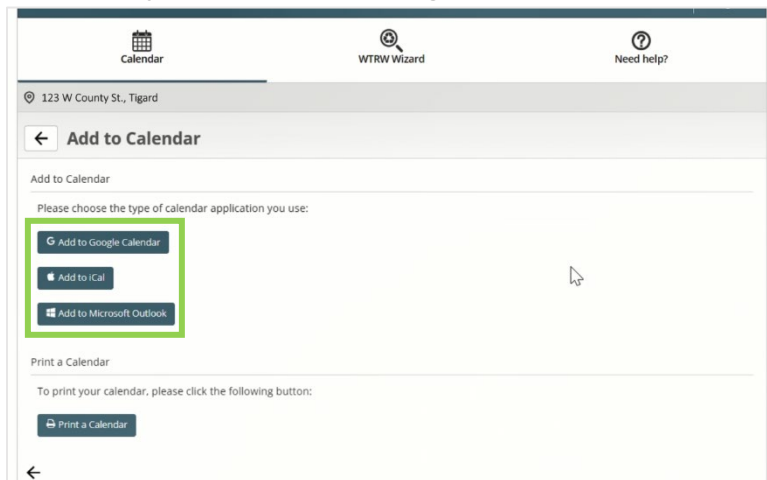 Calendar
WTRW Wizard
Need help?
123 W County St., Tigard
Add to Calendar
Add to Calendar
Please choose the type of calendar application you use:
Add to Google Calendar
Add to iCal
Add to Microsoft Outlook
Print a Calendar
To print your calendar, please click the following button:
Print a Calendar